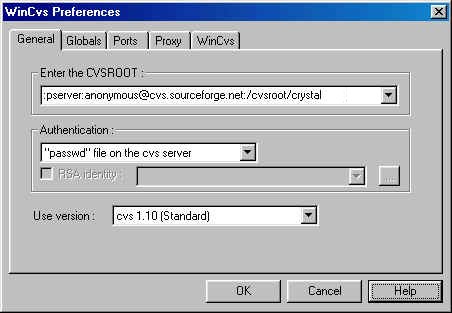 WinCvs Preferences
General Globals Ports Proxy WinCvs
Enter the CVSROOT :
:pserver:anonymous@cvs.sourceforge.net:/cvsroot/crystal
Authentication :
"passwd" file on the cvs server
RSA identity :
...
Use version :
cvs 1.10 (Standard)
OK Cancel Help